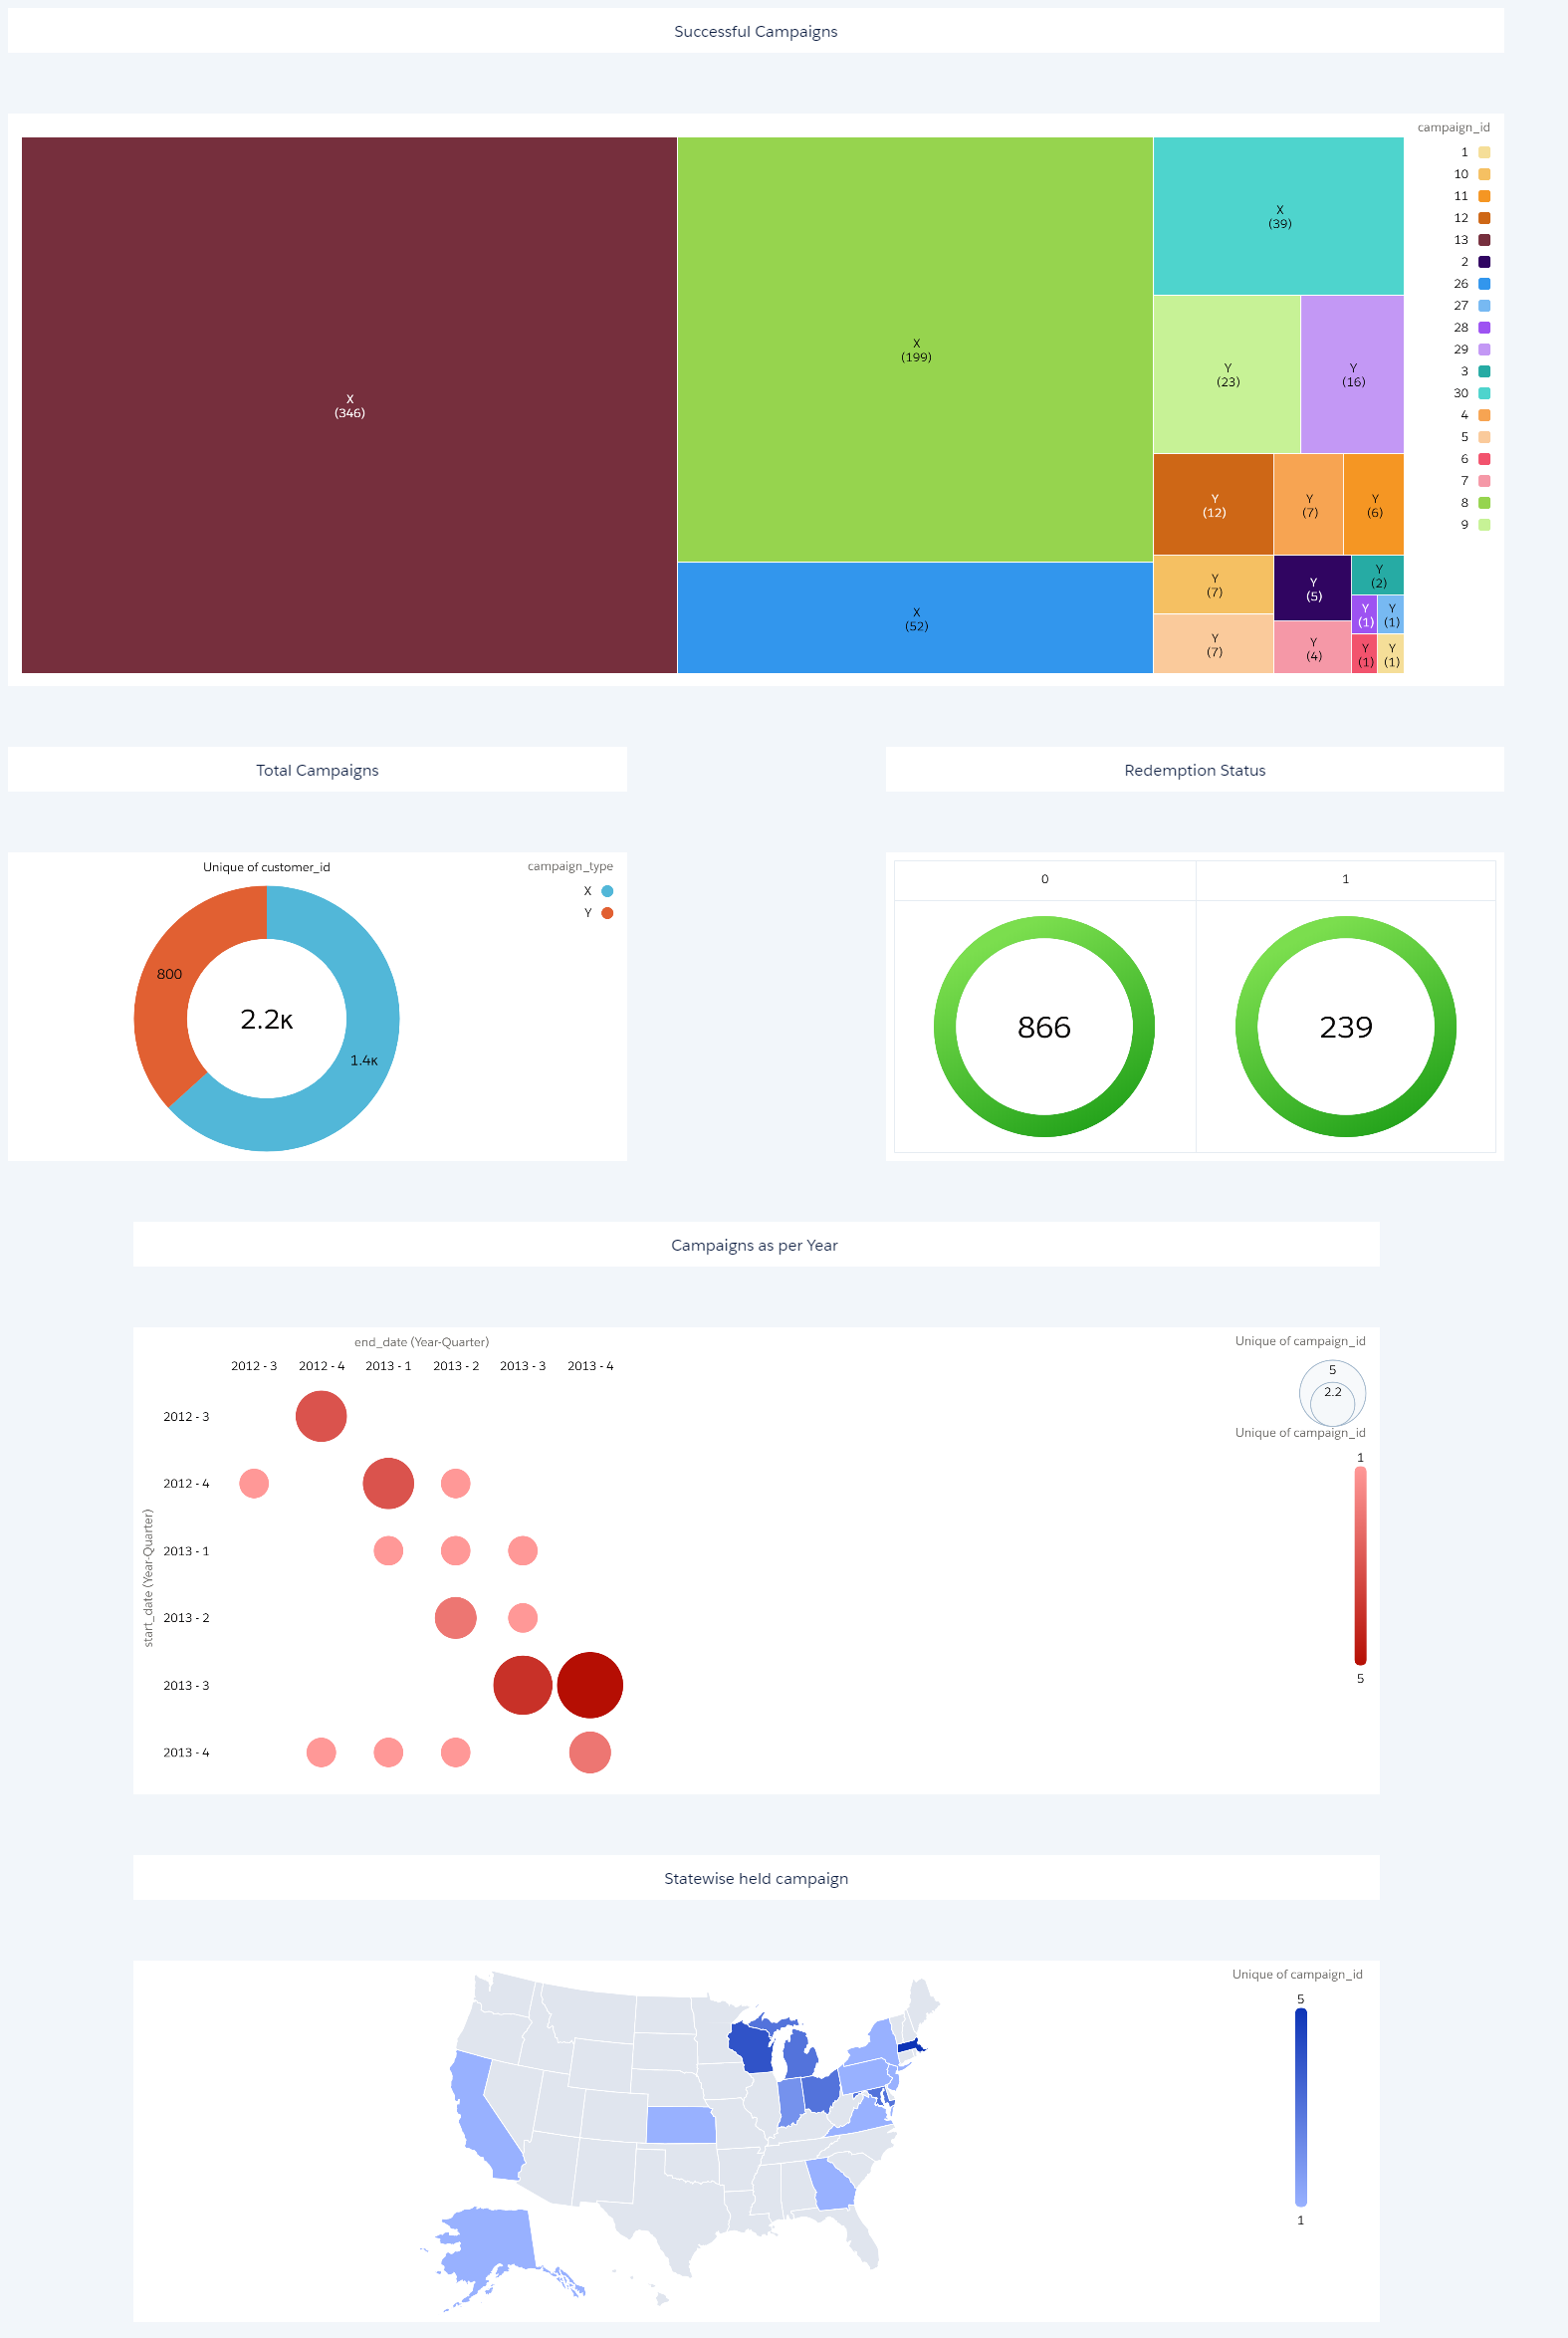 Successful Campaigns
campaign_id
1
10
11
12
13
2
26
27
28
29
3
30
4
5
6
7
8
9
X
(346)
X
(199)
X
(52)
X
(39)
Y
(23)
Y
(16)
Y
(12)
Y
(7)
Y
(6)
Y
(7)
Y
(7)
Y
(5)
Y
(4)
Y
(2)
Y
(1)
Y
(1)
Y
(1)
Y
(1)
Total Campaigns
Unique of customer_id
campaign_type
X
Y
800
2.2K
1.4K
Redemption Status
0
1
866
239
Campaigns as per Year
end_date (Year-Quarter)
2012 - 3
2012 - 4
2013 - 1
2013 - 2
2013 - 3
2013 - 4
start_date (Year-Quarter)
2012 - 3
2012 - 4
2013 - 1
2013 - 2
2013 - 3
2013 - 4
Unique of campaign_id
5
2.2
Unique of campaign_id
1
5
Statewise held campaign
Unique of campaign_id
5
1